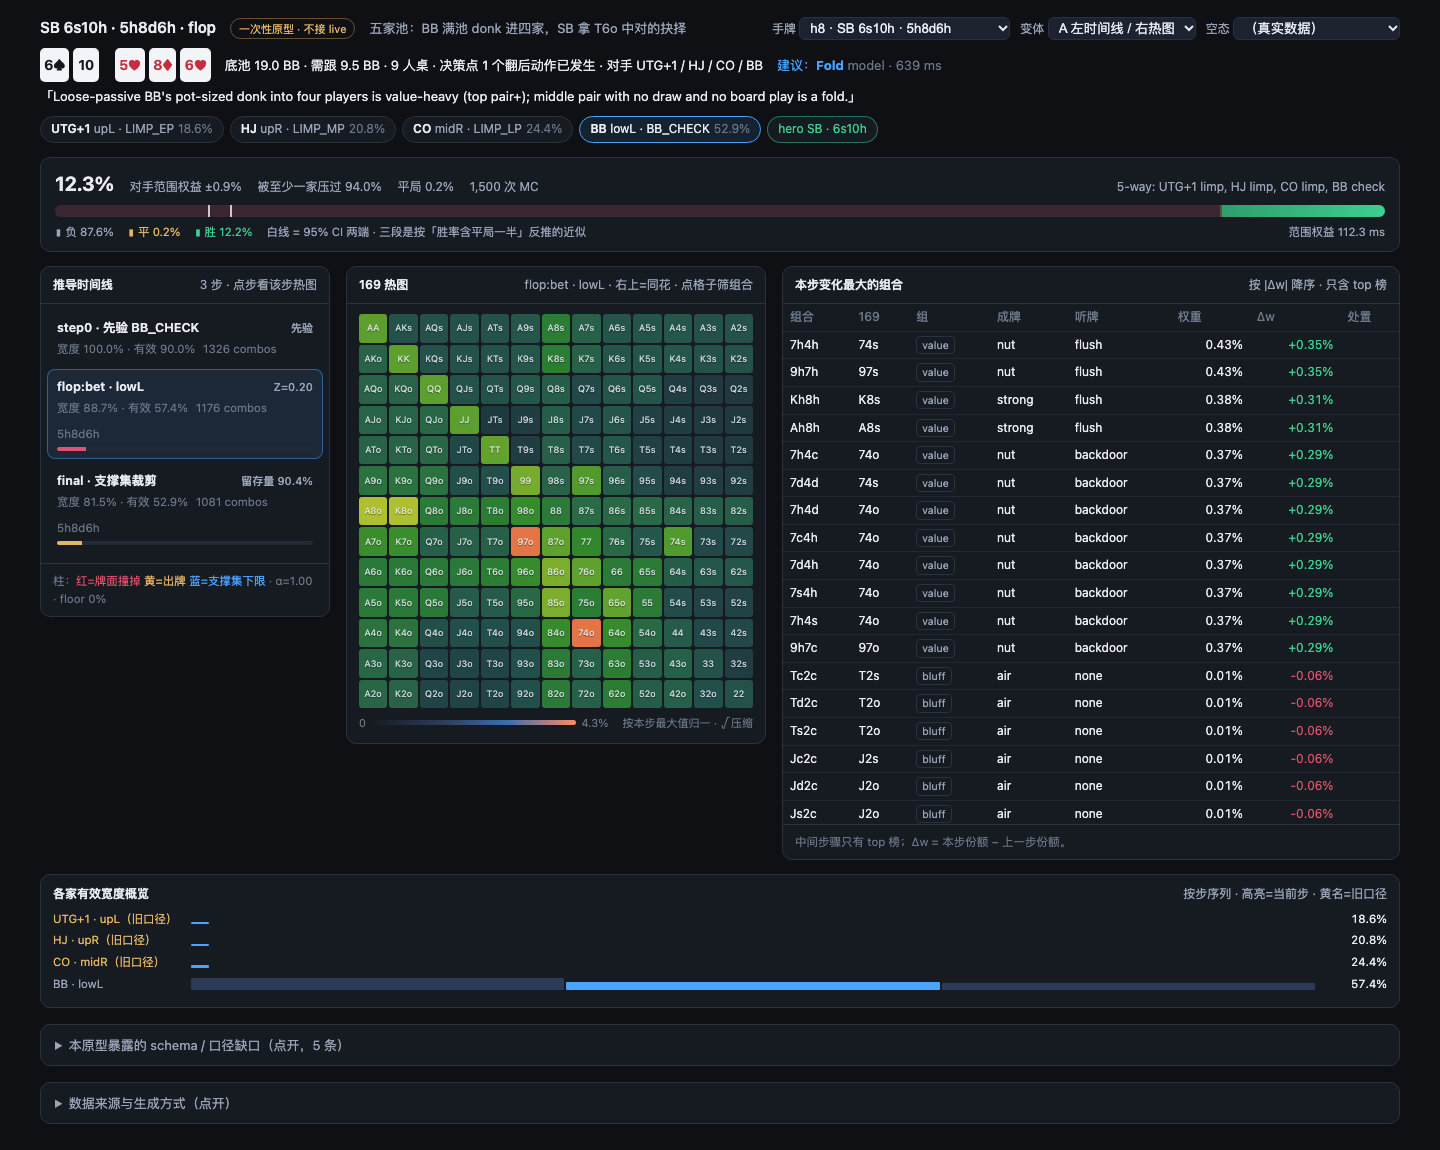 SB 6s10h · 5h8d6h · flop 一次性原型 · 不接 live 五家池：BB 满池 donk 进四家，SB 拿 T6o 中对的抉择 手牌 h8 · SB 6s10h · 5h8d6h 变体 A 左时间线 / 右热图 空态 （真实数据）
6♠ 10 5♥ 8♦ 6♥ 底池 19.0 BB · 需跟 9.5 BB · 9 人桌 · 决策点 1 个翻后动作已发生 · 对手 UTG+1 / HJ / CO / BB 建议：Fold model · 639 ms
「Loose-passive BB's pot-sized donk into four players is value-heavy (top pair+); middle pair with no draw and no board play is a fold.」
UTG+1 upL · LIMP_EP 18.6% HJ upR · LIMP_MP 20.8% CO midR · LIMP_LP 24.4% BB lowL · BB_CHECK 52.9% hero SB · 6s10h
12.3% 对手范围权益 ±0.9% 被至少一家压过 94.0% 平局 0.2% 1,500 次 MC 5-way: UTG+1 limp, HJ limp, CO limp, BB check
负 87.6% 平 0.2% 胜 12.2% 白线 = 95% CI 两端 · 三段是按「胜率含平局一半」反推的近似 范围权益 112.3 ms
推导时间线 3 步 · 点步看该步热图
step0 · 先验 BB_CHECK 先验
宽度 100.0% · 有效 90.0% 1326 combos
flop:bet · lowL Z=0.20
宽度 88.7% · 有效 57.4% 1176 combos
5h8d6h
final · 支撑集裁剪 留存量 90.4%
宽度 81.5% · 有效 52.9% 1081 combos
5h8d6h
柱：红=牌面撞掉 黄=出牌 蓝=支撑集下限 · α=1.00
· floor 0%
169 热图 flop:bet · lowL · 右上=同花 · 点格子筛组合
AA AKs AQs AJs ATs A9s A8s A7s A6s A5s A4s A3s A2s
AKo KK KQs KJs KTs K9s K8s K7s K6s K5s K4s K3s K2s
AQo KQo QQ QJs QTs Q9s Q8s Q7s Q6s Q5s Q4s Q3s Q2s
AJo KJo QJo JJ JTs J9s J8s J7s J6s J5s J4s J3s J2s
ATo KTo QTo JTo TT T9s T8s T7s T6s T5s T4s T3s T2s
A9o K9o Q9o J9o T9o 99 98s 97s 96s 95s 94s 93s 92s
A8o K8o Q8o J8o T8o 98o 88 87s 86s 85s 84s 83s 82s
A7o K7o Q7o J7o T7o 97o 87o 77 76s 75s 74s 73s 72s
A6o K6o Q6o J6o T6o 96o 86o 76o 66 65s 64s 63s 62s
A5o K5o Q5o J5o T5o 95o 85o 75o 65o 55 54s 53s 52s
A4o K4o Q4o J4o T4o 94o 84o 74o 64o 54o 44 43s 42s
A3o K3o Q3o J3o T3o 93o 83o 73o 63o 53o 43o 33 32s
A2o K2o Q2o J2o T2o 92o 82o 72o 62o 52o 42o 32o 22
0 4.3% 按本步最大值归一 · √压缩
本步变化最大的组合 按 |Δw| 降序 · 只含 top 榜
组合 169 组 成牌 听牌 权重 Δw 处置
7h4h 74s value nut flush 0.43% +0.35%
9h7h 97s value nut flush 0.43% +0.35%
Kh8h K8s value strong flush 0.38% +0.31%
Ah8h A8s value strong flush 0.38% +0.31%
7h4c 74o value nut backdoor 0.37% +0.29%
7d4d 74s value nut backdoor 0.37% +0.29%
7h4d 74o value nut backdoor 0.37% +0.29%
7c4h 74o value nut backdoor 0.37% +0.29%
7d4h 74o value nut backdoor 0.37% +0.29%
7s4h 74o value nut backdoor 0.37% +0.29%
7h4s 74o value nut backdoor 0.37% +0.29%
9h7c 97o value nut backdoor 0.37% +0.29%
Tc2c T2s bluff air none 0.01% -0.06%
Td2c T2o bluff air none 0.01% -0.06%
Ts2c T2o bluff air none 0.01% -0.06%
Jc2c J2s bluff air none 0.01% -0.06%
Jd2c J2o bluff air none 0.01% -0.06%
Js2c J2o bluff air none 0.01% -0.06%
中间步骤只有 top 榜；Δw = 本步份额 − 上一步份额。
各家有效宽度概览 按步序列 · 高亮=当前步 · 黄名=旧口径
UTG+1 · upL（旧口径） 18.6%
HJ · upR（旧口径） 20.8%
CO · midR（旧口径） 24.4%
BB · lowL 57.4%
▶ 本原型暴露的 schema / 口径缺口（点开，5 条）
▶ 数据来源与生成方式（点开）